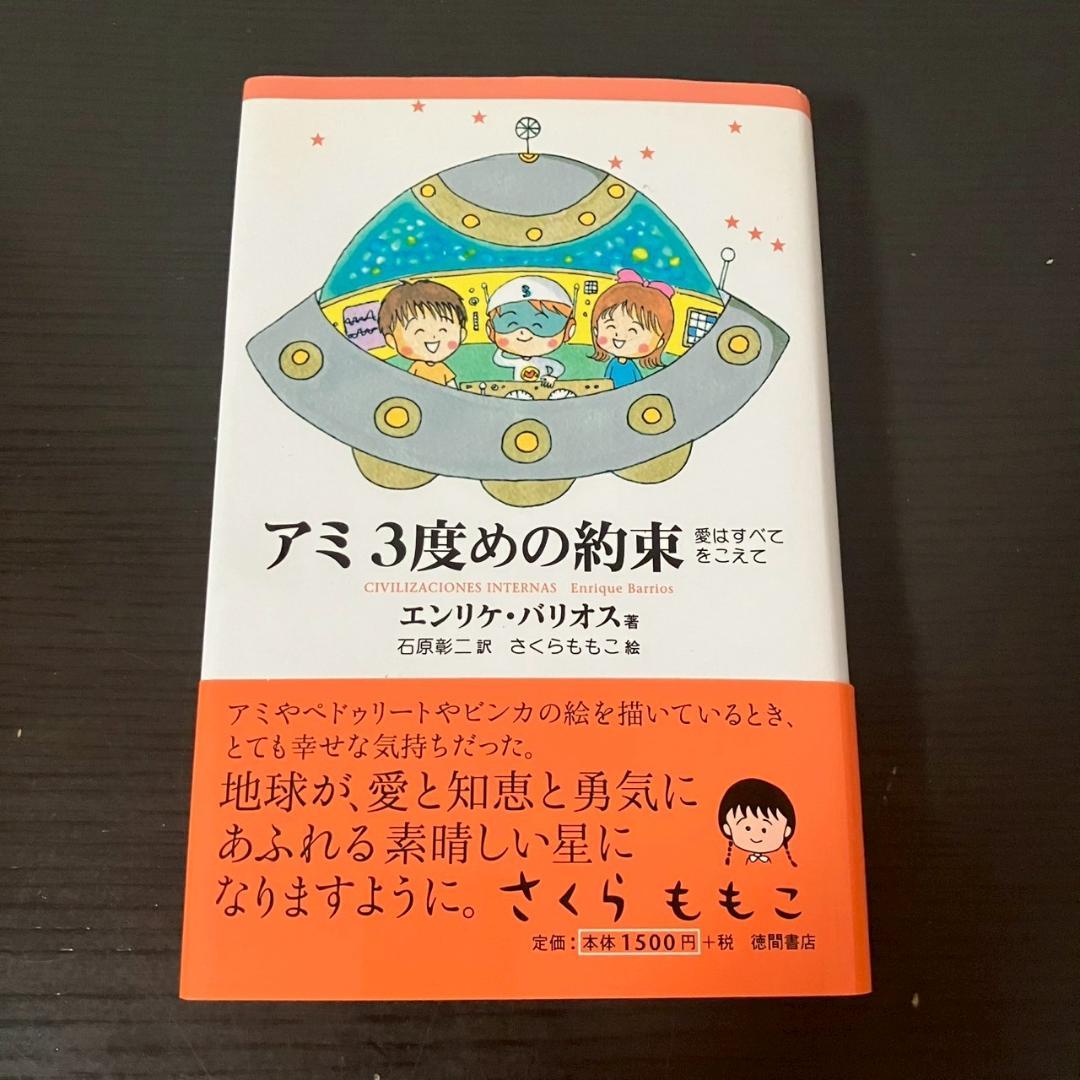 アミ 3度めの約束 愛はすべて
をこえて
CIVILIZACIONES INTERNAS Enrique Barrios
エンリケ・バリオス 著
石原彰二 訳 さくらももこ 絵
アミやペドゥリートやビンカの絵を描いているとき、
とても幸せな気持ちだった。
地球が、愛と知恵と勇気に
あふれる素晴しい星に
なりますように。 さくら ももこ
定価：本体1500円＋税 徳間書店